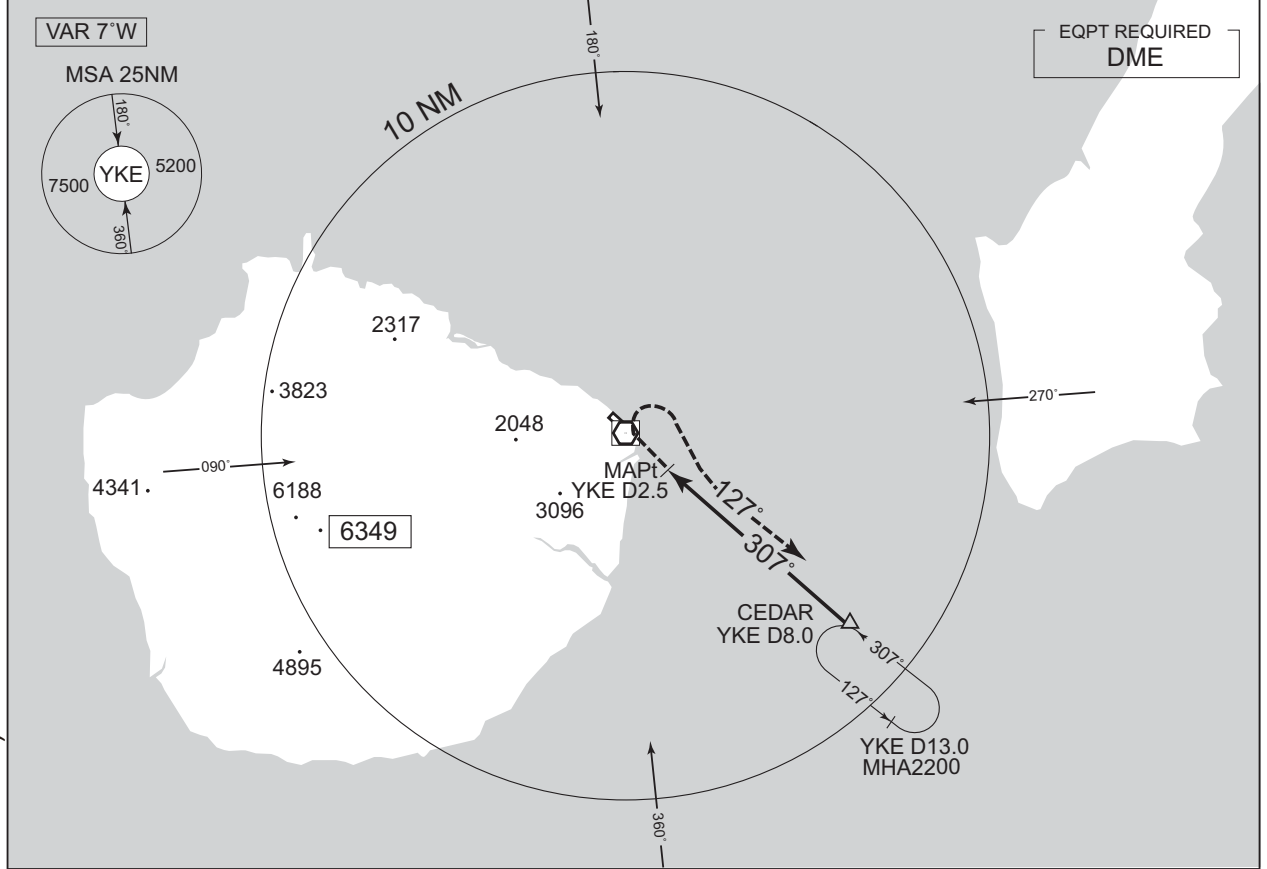 VAR 7°W
MSA 25NM
180°
YKE
5200
7500
360°
180°
EQPT REQUIRED
DME
10 NM
2317
3823
2048
270°
090°
4341
6188
6349
MAPt
YKE D2.5
3096
127°
307°
CEDAR
YKE D8.0
307°
127°
4895
YKE D13.0
MHA2200
360°